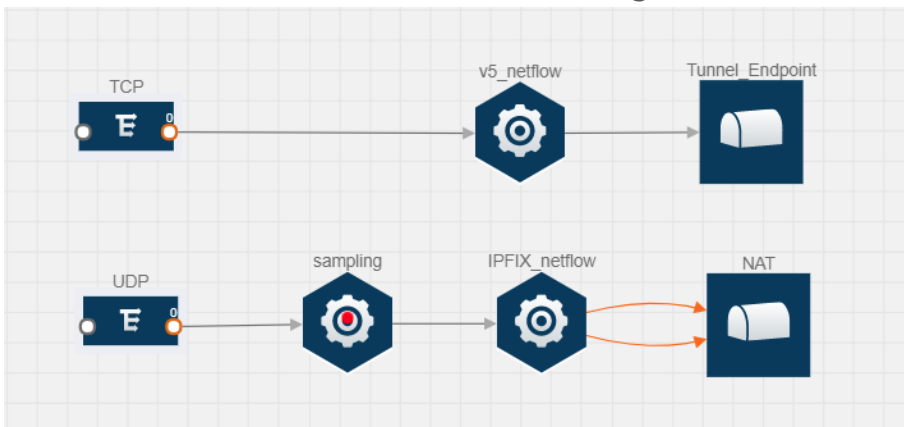 TCP
0
v5_netflow
Tunnel_Endpoint
UDP
0
sampling
IPFIX_netflow
NAT